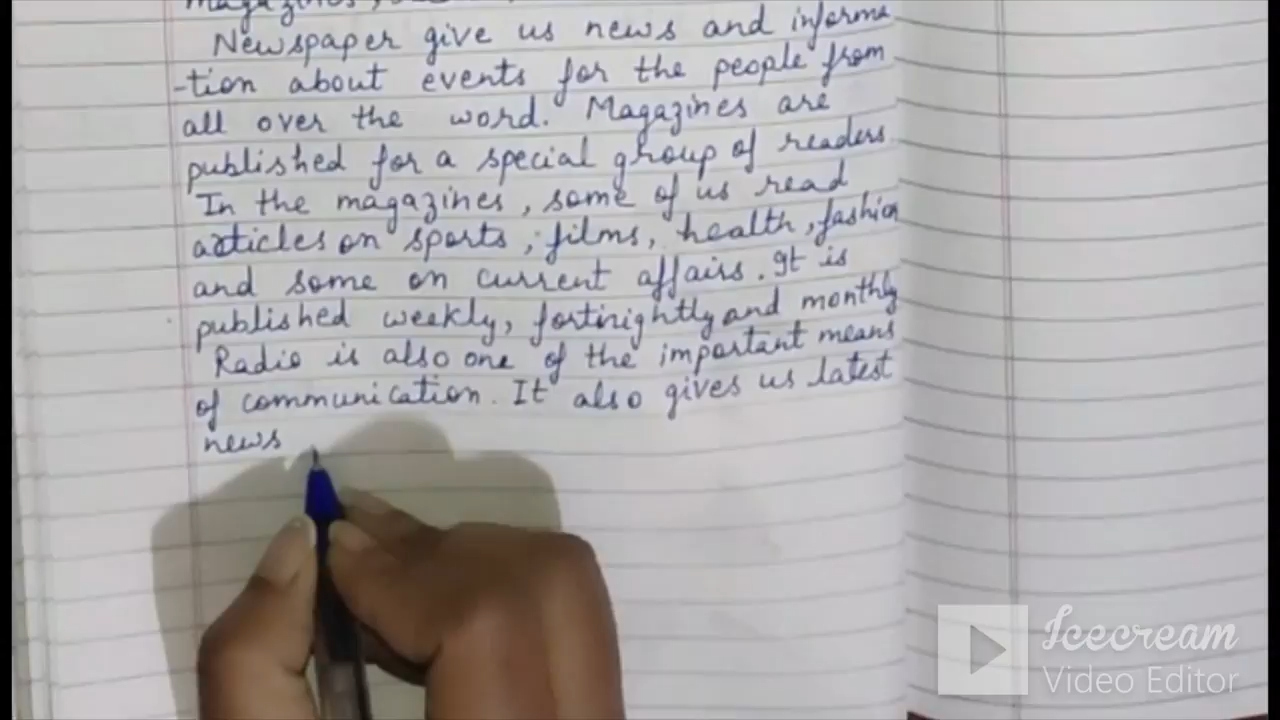 Magazines,
Newspaper give us news and informa
-tion about events for the people from
all over the word. Magazines are
published for a special group of readers.
In the magazines, some of us read
articles on sports, films, health, fashion
and some on current affairs. It is
published weekly, fortnightly and monthly
Radio is also one of the important means
of communication. It also gives us latest
news
Icecream
Video Editor